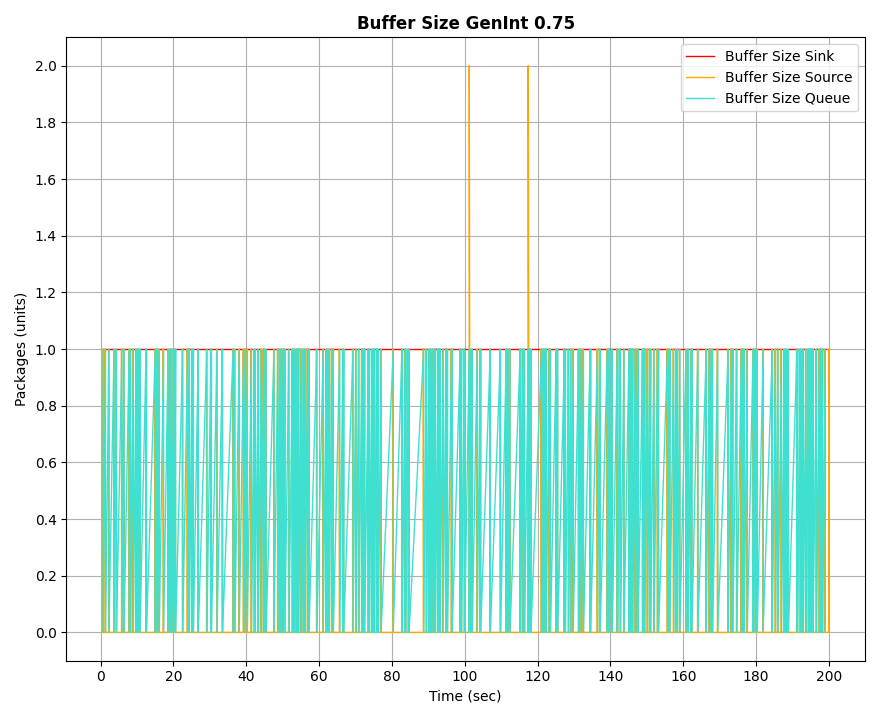 Buffer Size GenInt 0.75
Buffer Size Sink
Buffer Size Source
Buffer Size Queue
2.0
1.8
1.6
1.4
1.2
1.0
0.8
0.6
0.4
0.2
0.0
Packages (units)
0 20 40 60 80 100 120 140 160 180 200
Time (sec)